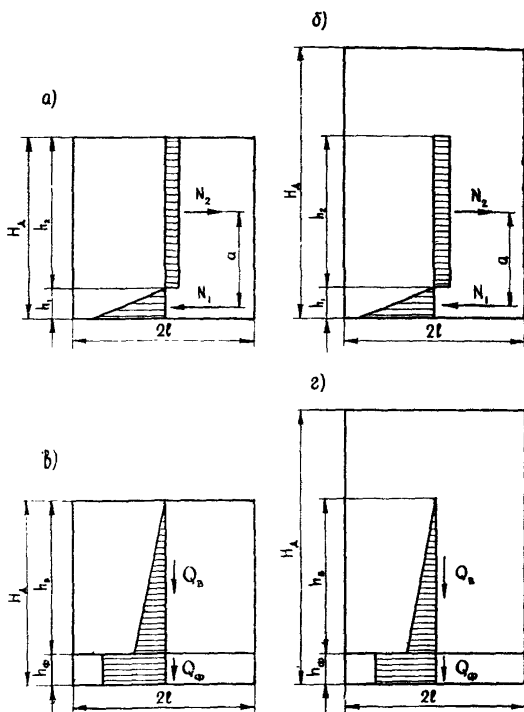 а)
H_A
h_2
h_1
N_2
a
N_1
2ℓ
б)
H_A
h_2
h_1
N_2
a
N_1
2ℓ
в)
H_A
h_в
h_ф
Q_в
Q_ф
2ℓ
г)
H_A
h_в
h_ф
Q_в
Q_ф
2ℓ